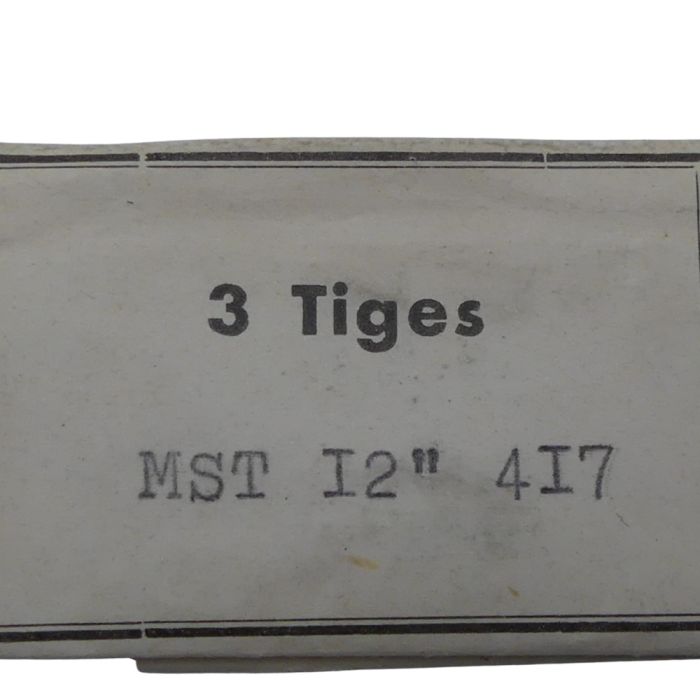 3 Tiges
MST I2" 4I7